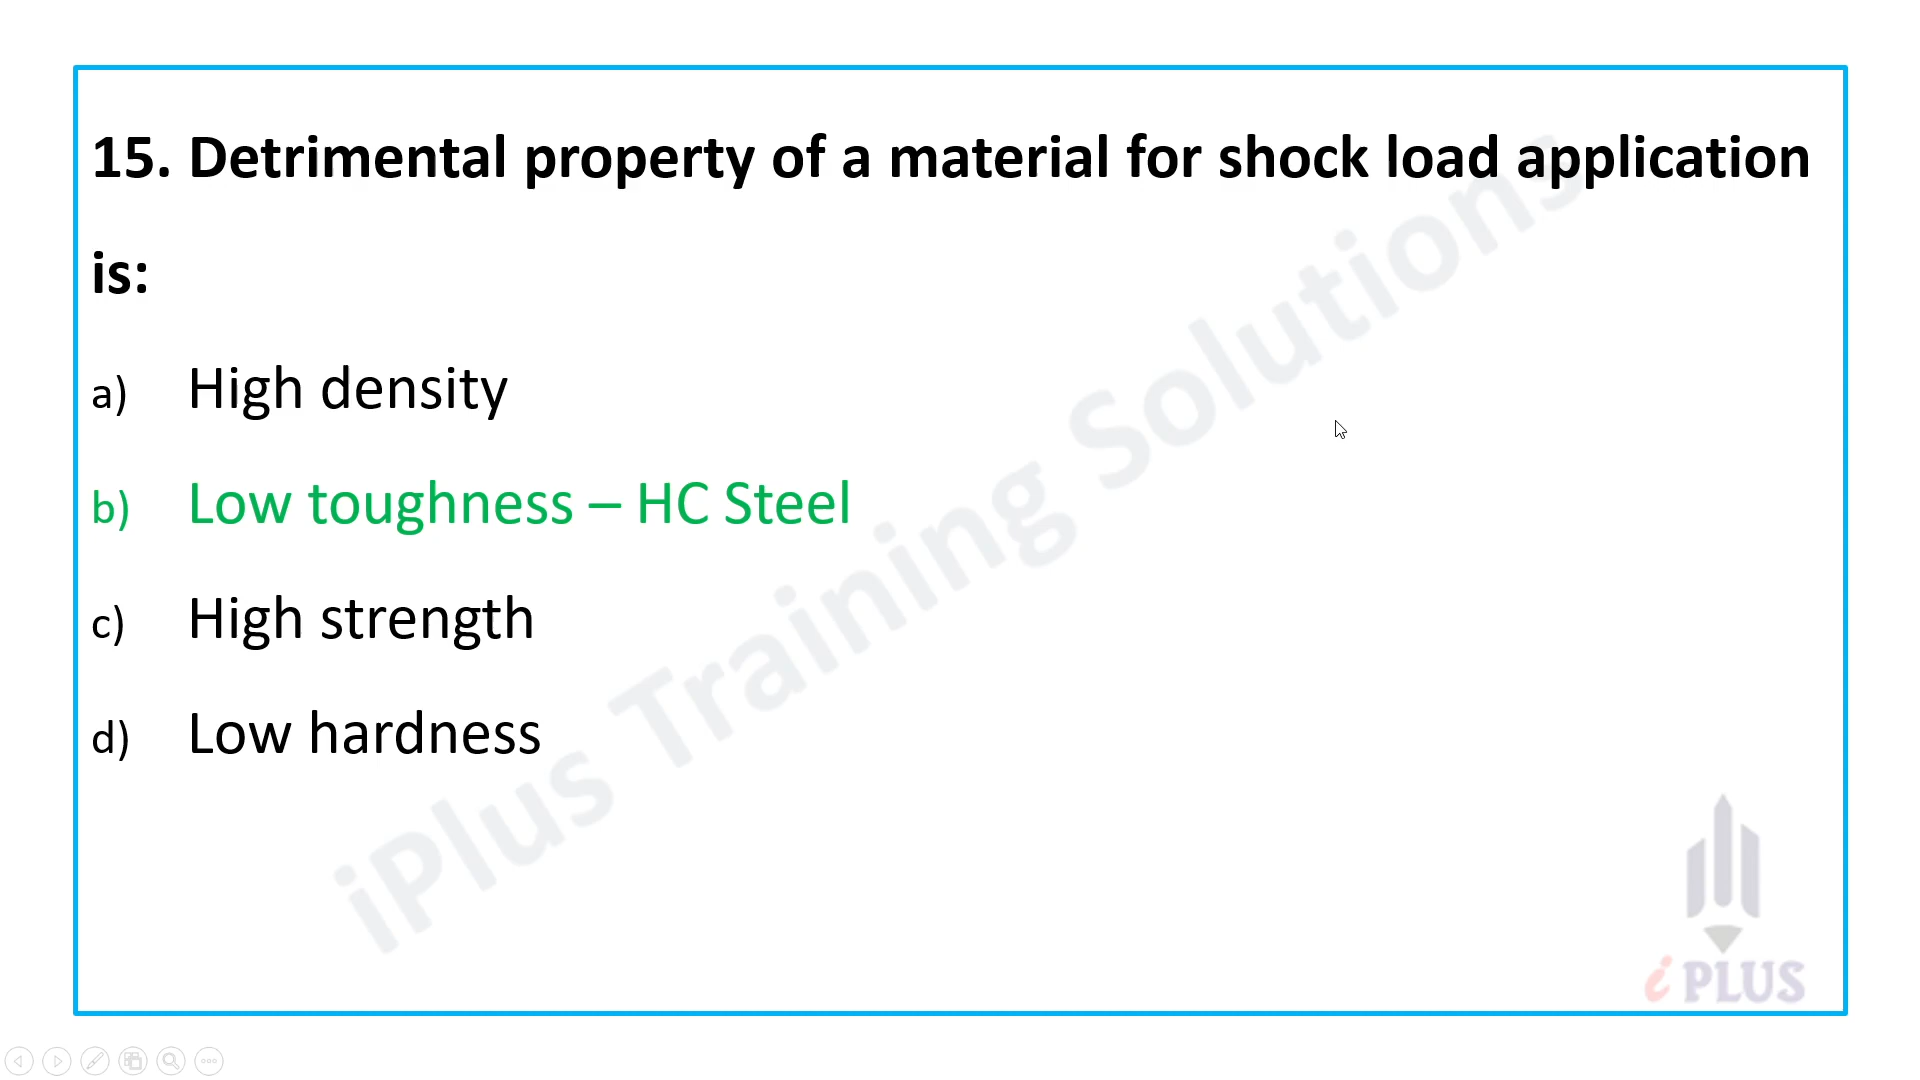 15. Detrimental property of a material for shock load application
is:
a) High density
b) Low toughness – HC Steel
c) High strength
d) Low hardness
iPlus Training Solutions
i PLUS